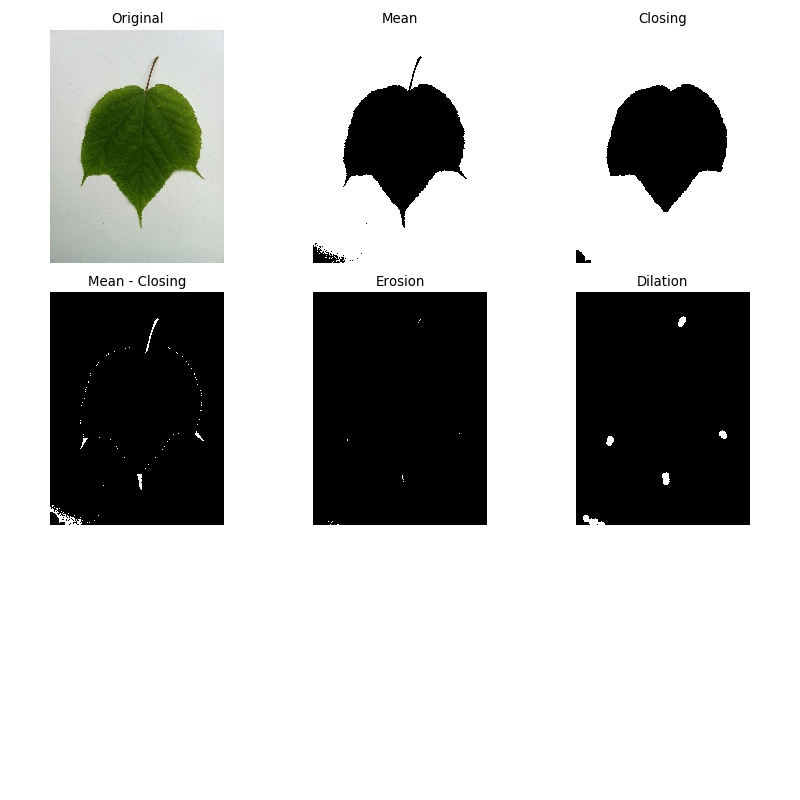 Original
Mean
Closing
Mean - Closing
Erosion
Dilation